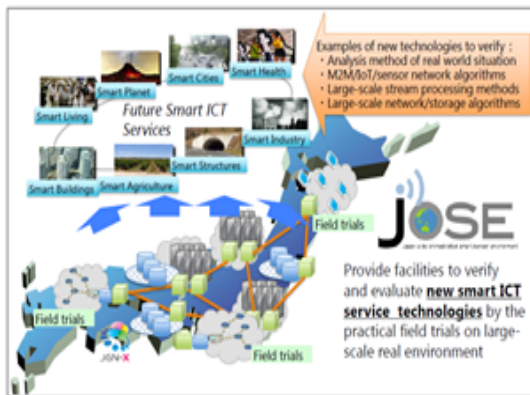 Examples of new technologies to verify :
• Analysis method of real world situation
• M2M/IoT/sensor network algorithms
• Large-scale stream processing methods
• Large-scale network/storage algorithms
Smart Planet
Smart Cities
Smart Health
Smart Living
Future Smart ICT
Services
Smart Industry
Smart Buildings
Smart Agriculture
Smart Structures
Field trials
JOSE
Provide facilities to verify
and evaluate new smart ICT
service technologies by the
practical field trials on large-
scale real environment
Field trials
JGN-X
Field trials